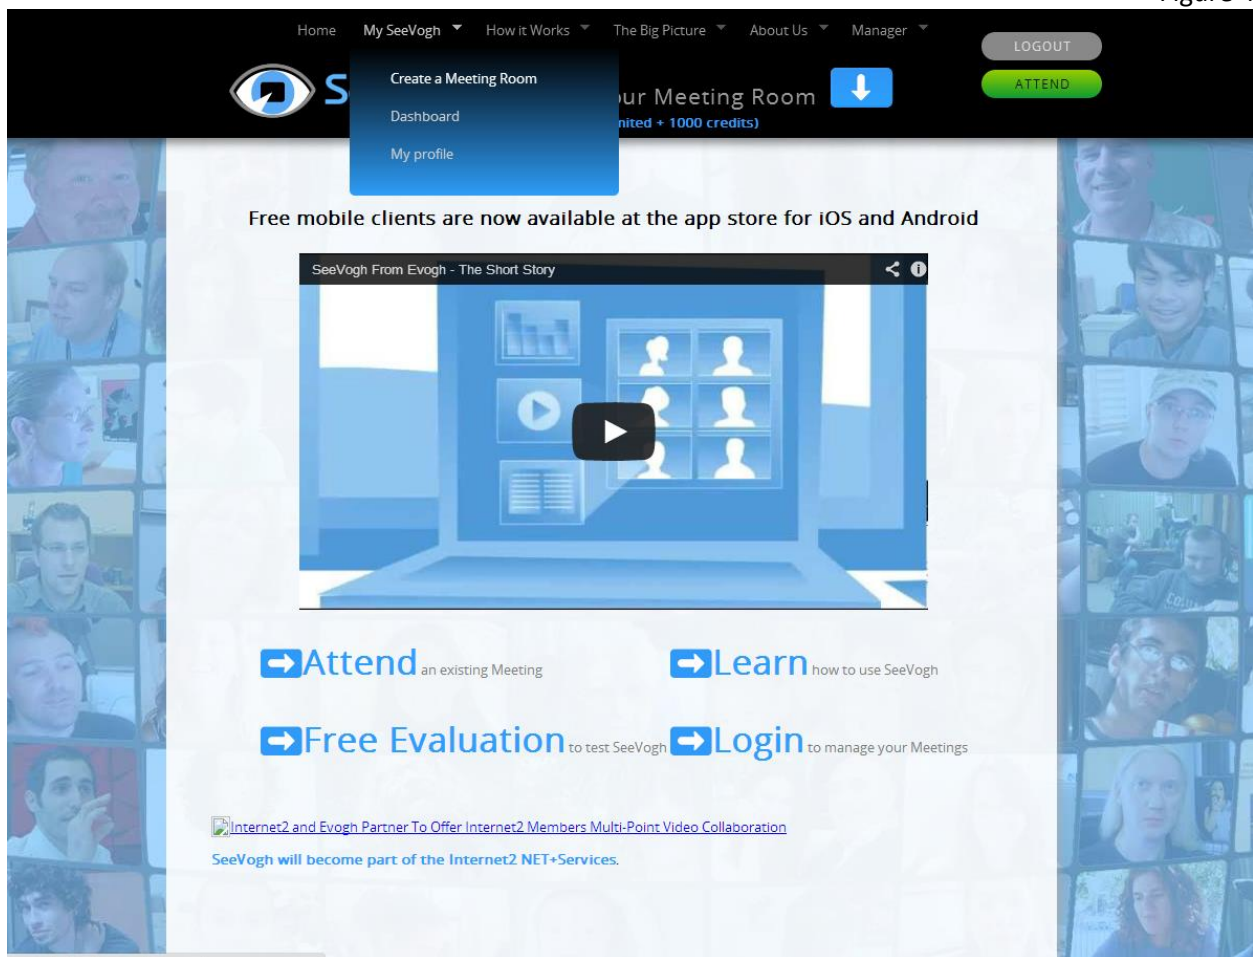 Figure
Home My SeeVogh How it Works The Big Picture About Us Manager
LOGOUT
ATTEND
S
Create a Meeting Room
Dashboard
My profile
ur Meeting Room
nited + 1000 credits)
Free mobile clients are now available at the app store for iOS and Android
SeeVogh From Evogh - The Short Story
Attend an existing Meeting
Learn how to use SeeVogh
Free Evaluation to test SeeVogh
Login to manage your Meetings
Internet2 and Evogh Partner To Offer Internet2 Members Multi-Point Video Collaboration
SeeVogh will become part of the Internet2 NET+Services.